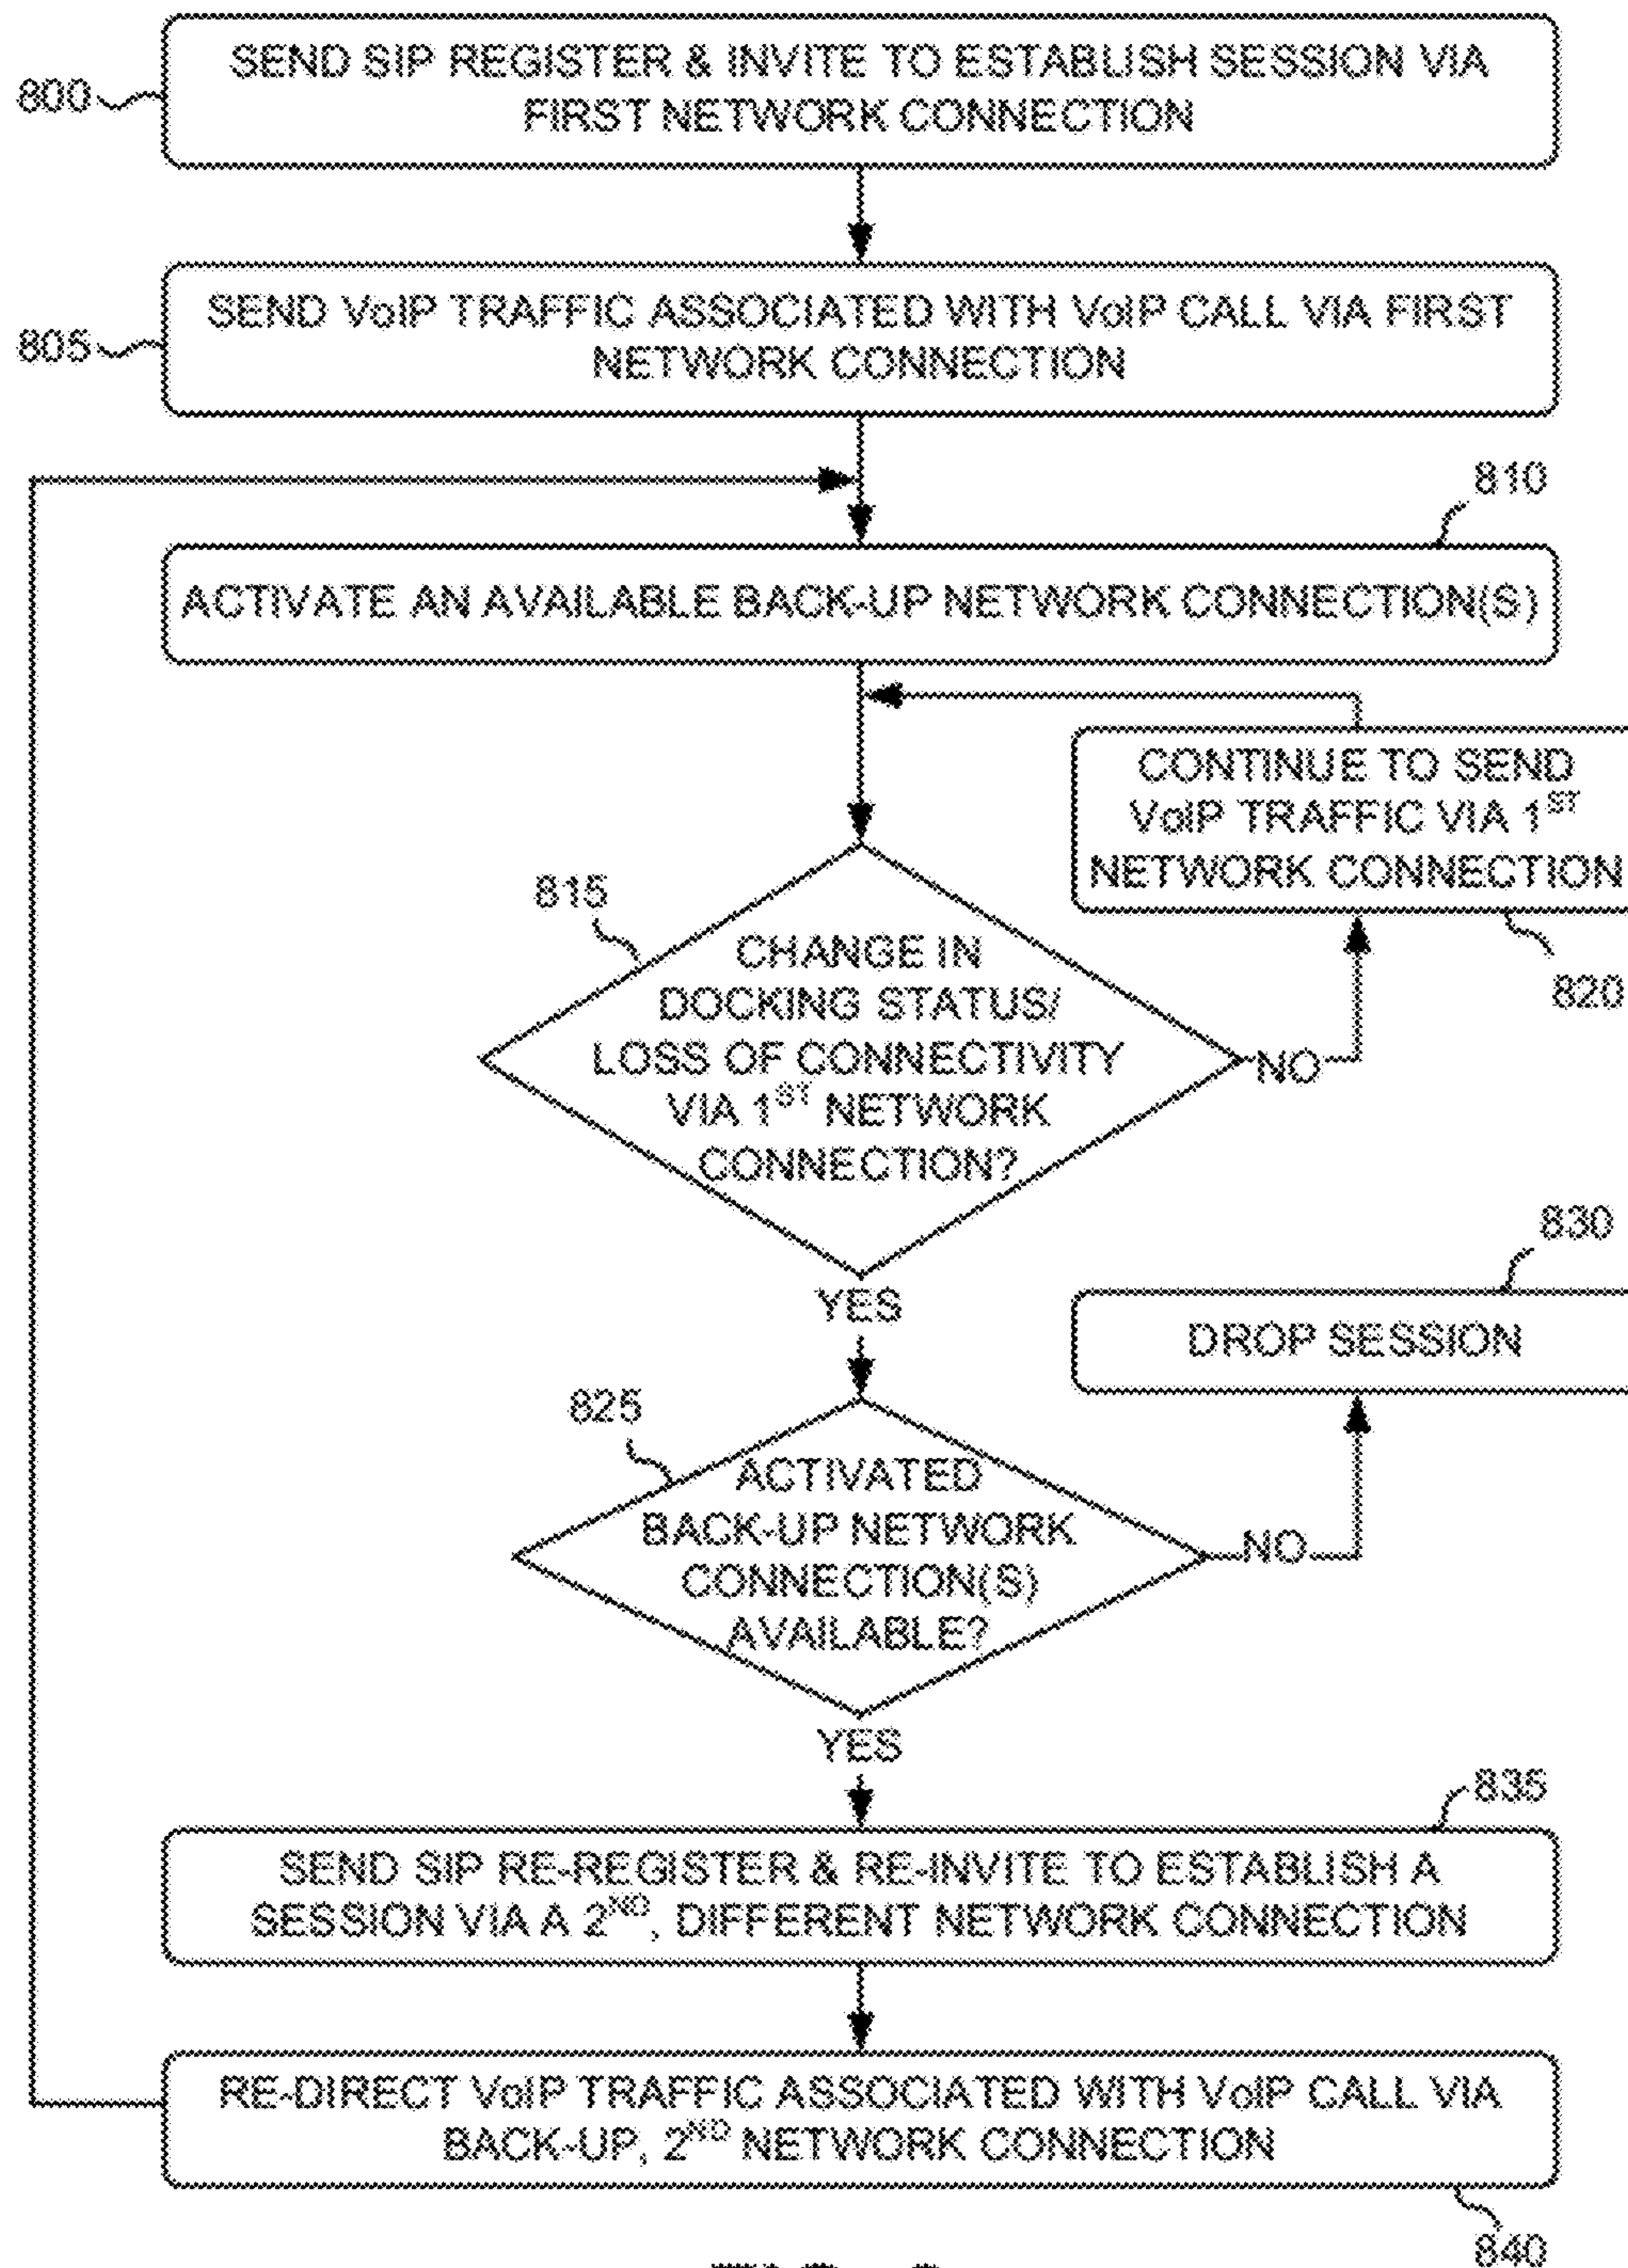 SEND SIP REGISTER & INVITE TO ESTABLISH SESSION VIA
FIRST NETWORK CONNECTION
800
SEND VoIP TRAFFIC ASSOCIATED WITH VoIP CALL VIA FIRST
NETWORK CONNECTION
805
810
ACTIVATE AN AVAILABLE BACK-UP NETWORK CONNECTION(S)
CONTINUE TO SEND
VoIP TRAFFIC VIA 1ST
NETWORK CONNECTION
820
815
CHANGE IN
DOCKING STATUS/
LOSS OF CONNECTIVITY
VIA 1ST NETWORK
CONNECTION?
NO
YES
830
DROP SESSION
825
ACTIVATED
BACK-UP NETWORK
CONNECTION(S)
AVAILABLE?
NO
YES
835
SEND SIP RE-REGISTER & RE-INVITE TO ESTABLISH A
SESSION VIA A 2ND, DIFFERENT NETWORK CONNECTION
RE-DIRECT VoIP TRAFFIC ASSOCIATED WITH VoIP CALL VIA
BACK-UP, 2ND NETWORK CONNECTION
840